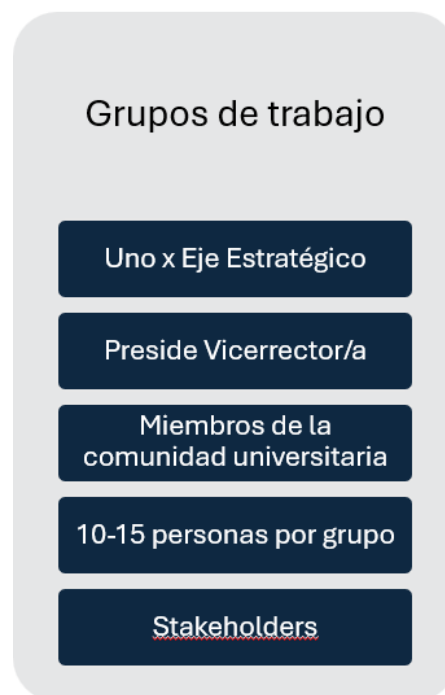 Grupos de trabajo
Uno x Eje Estratégico
Preside Vicerrector/a
Miembros de la
comunidad universitaria
10-15 personas por grupo
Stakeholders